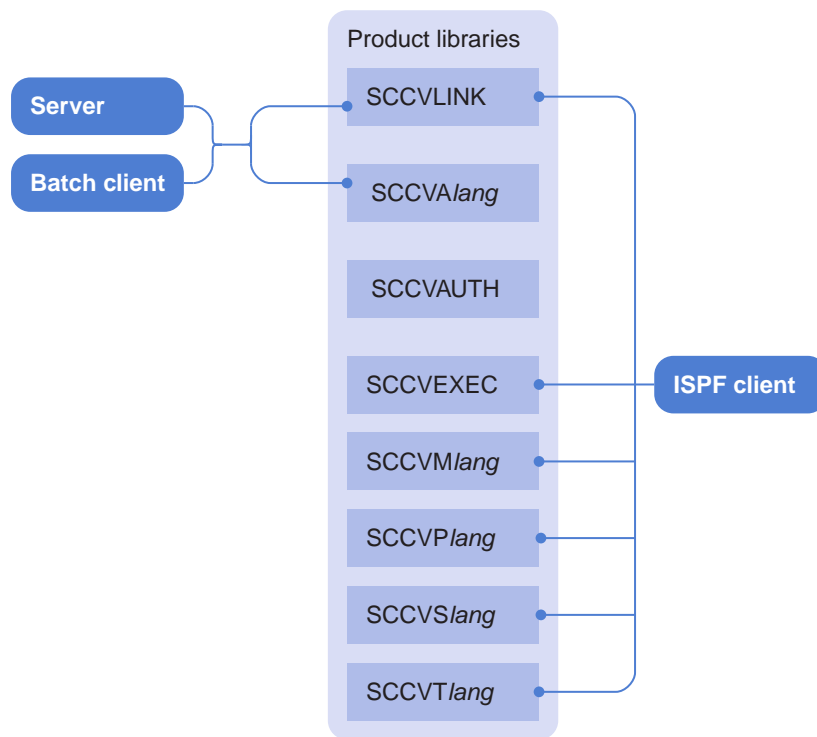 Product libraries
Server
Batch client
SCCVLINK
SCCVAlang
SCCVAUTH
SCCVEXEC
SCCVMlang
SCCVPlang
SCCVSlang
SCCVTlang
ISPF client